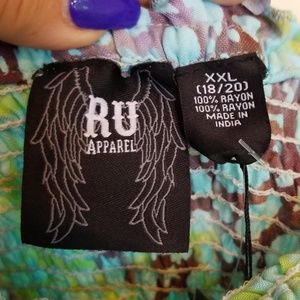 RU
APPAREL
XXL
(18/20)
100% RAYON
100% RAYON
MADE IN
INDIA